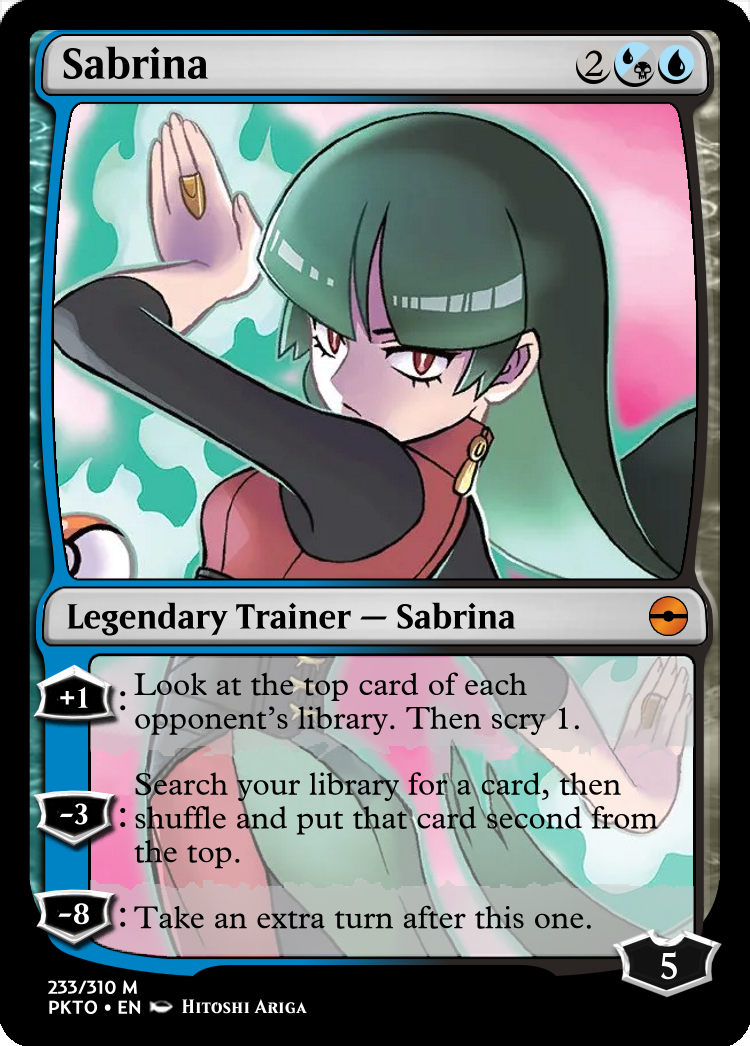 Sabrina 2
Legendary Trainer — Sabrina
+1 : Look at the top card of each
opponent's library. Then scry 1.
Search your library for a card, then
-3 : shuffle and put that card second from
the top.
-8 : Take an extra turn after this one.
5
233/310 M
PKTO • EN Hitoshi Ariga